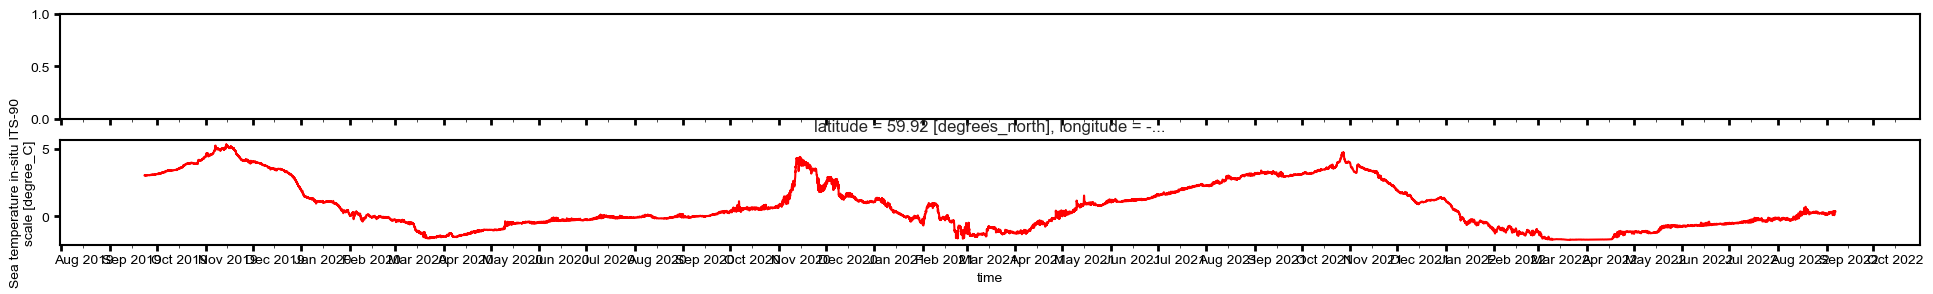 1.0
0.5
0.0
latitude = 59.92 [degrees_north], longitude = -...
Sea temperature in-situ ITS-90
scale [degree_C]
5
0
Aug 2019 Sep 2019 Oct 2019 Nov 2019 Dec 2019 Jan 2020 Feb 2020 Mar 2020 Apr 2020 May 2020 Jun 2020 Jul 2020 Aug 2020 Sep 2020 Oct 2020 Nov 2020 Dec 2020 Jan 2021 Feb 2021 Mar 2021 Apr 2021 May 2021 Jun 2021 Jul 2021 Aug 2021 Sep 2021 Oct 2021 Nov 2021 Dec 2021 Jan 2022 Feb 2022 Mar 2022 Apr 2022 May 2022 Jun 2022 Jul 2022 Aug 2022 Sep 2022 Oct 2022
time